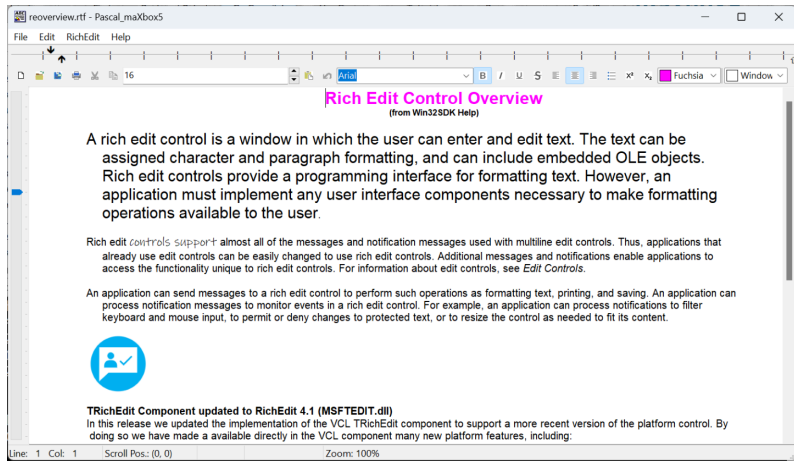 reoverview.rtf - Pascal_maXbox5
File Edit RichEdit Help
16 Arial B I U S X² X₂ Fuchsia Window
Rich Edit Control Overview
(from Win32SDK Help)
A rich edit control is a window in which the user can enter and edit text. The text can be
assigned character and paragraph formatting, and can include embedded OLE objects.
Rich edit controls provide a programming interface for formatting text. However, an
application must implement any user interface components necessary to make formatting
operations available to the user.
Rich edit controls support almost all of the messages and notification messages used with multiline edit controls. Thus, applications that
already use edit controls can be easily changed to use rich edit controls. Additional messages and notifications enable applications to
access the functionality unique to rich edit controls. For information about edit controls, see Edit Controls.
An application can send messages to a rich edit control to perform such operations as formatting text, printing, and saving. An application can
process notification messages to monitor events in a rich edit control. For example, an application can process notifications to filter
keyboard and mouse input, to permit or deny changes to protected text, or to resize the control as needed to fit its content.
TRichEdit Component updated to RichEdit 4.1 (MSFTEDIT.dll)
In this release we updated the implementation of the VCL TRichEdit component to support a more recent version of the platform control. By
doing so we have made a available directly in the VCL component many new platform features, including:
Line: 1 Col: 1 Scroll Pos.: (0, 0) Zoom: 100%